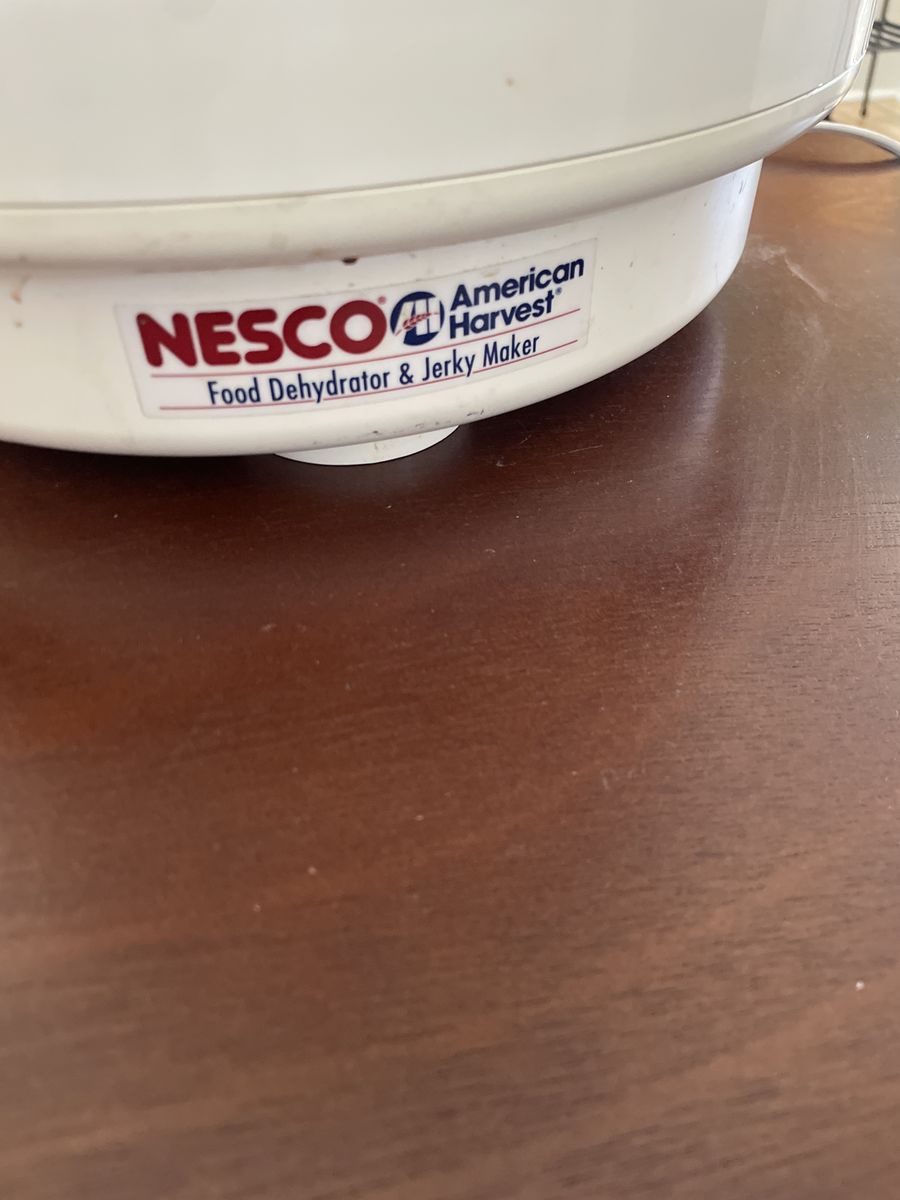 NESCO® American Harvest®
Food Dehydrator & Jerky Maker